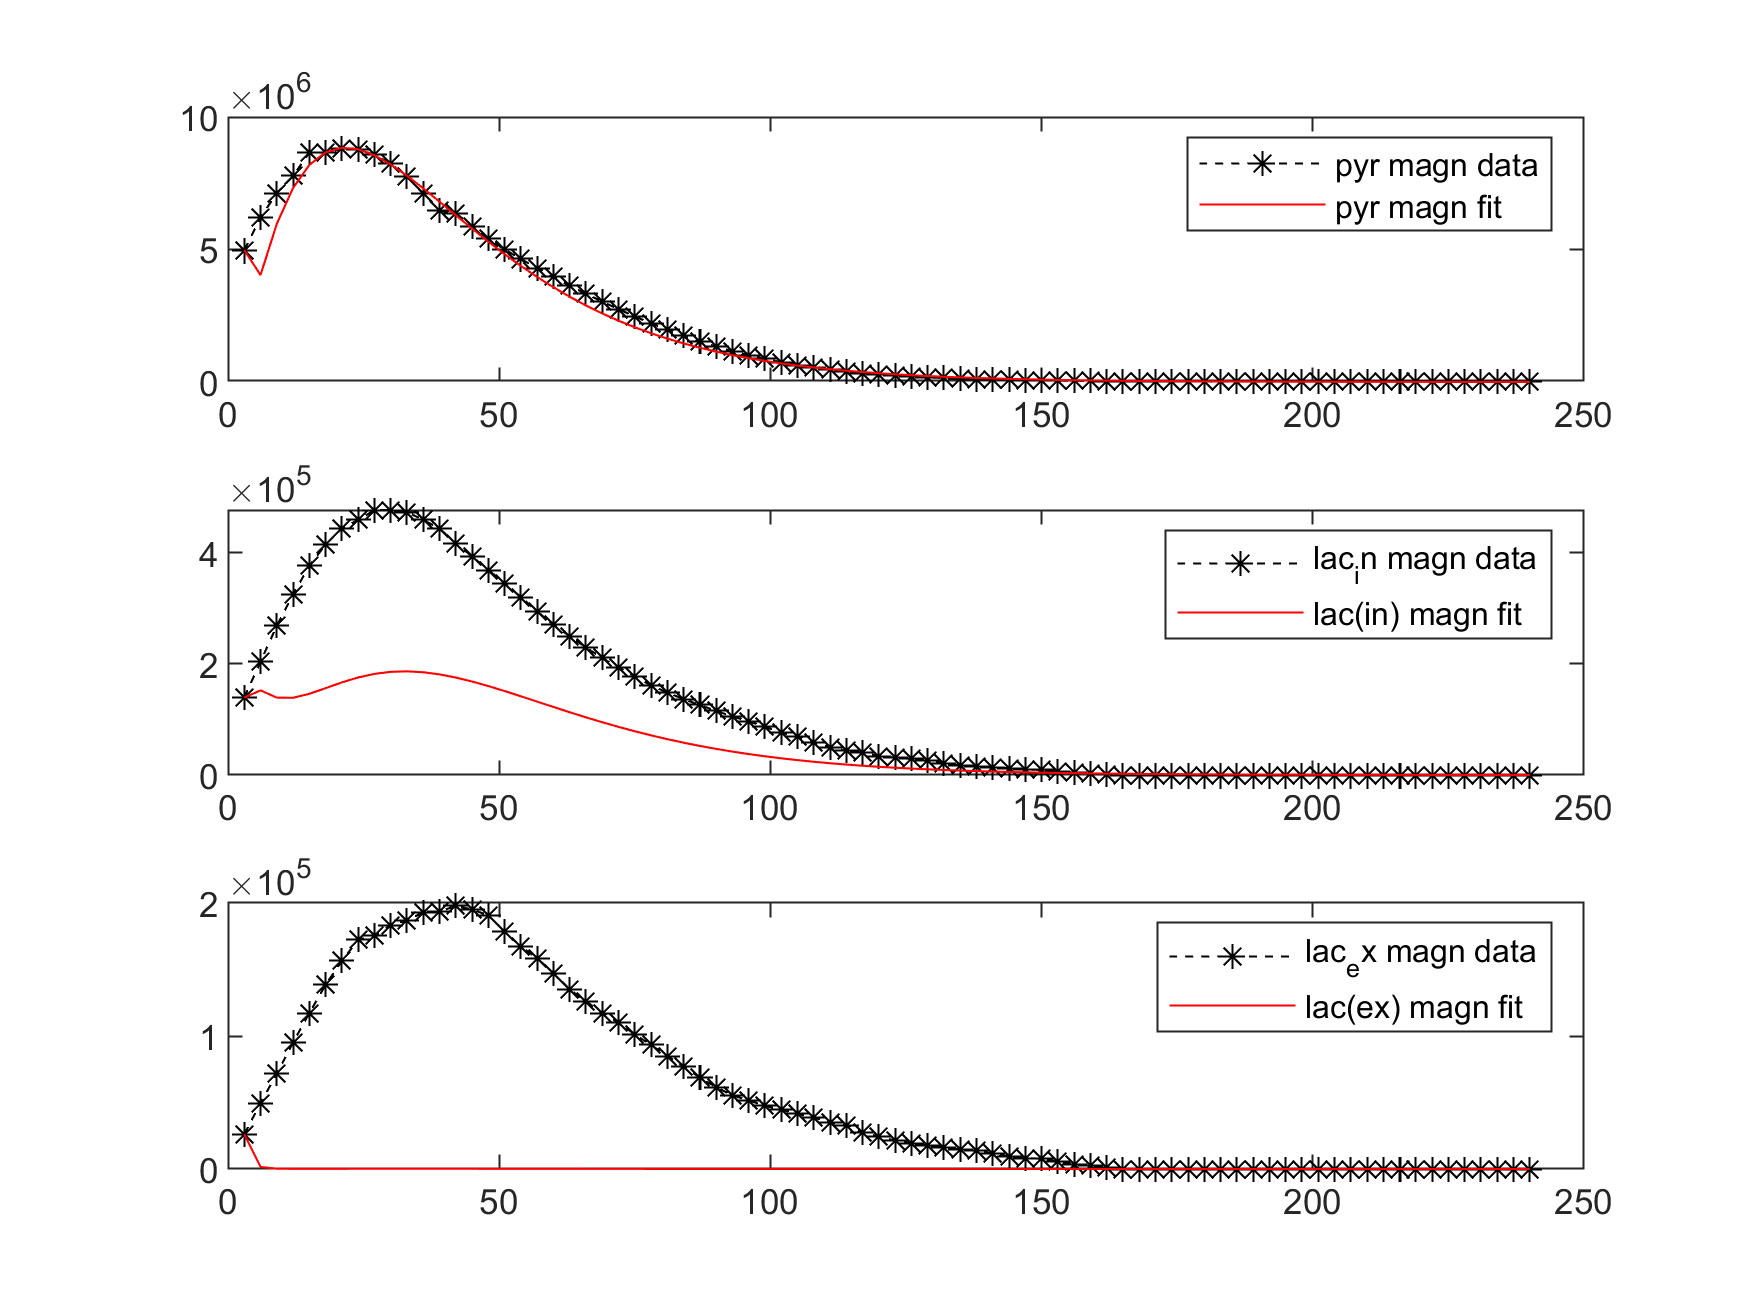 ×10^6
10
5
0
0 50 100 150 200 250
pyr magn data
pyr magn fit
×10^5
4
2
0
0 50 100 150 200 250
lac_in magn data
lac(in) magn fit
×10^5
2
1
0
0 50 100 150 200 250
lac_ex magn data
lac(ex) magn fit